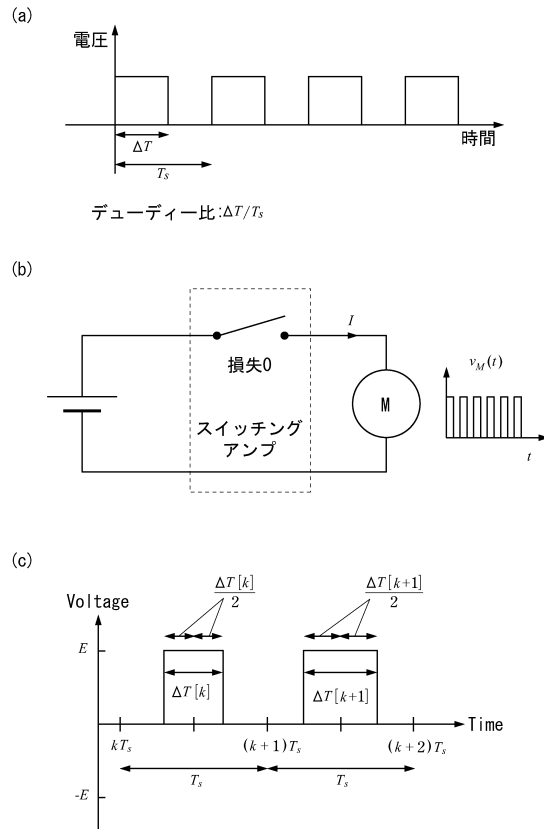 (a)
電圧
時間
ΔT
Ts
デューディー比:ΔT/Ts
(b)
I
損失0
スイッチング
アンプ
M
vM(t)
t
(c)
Voltage
ΔT[k]
2
ΔT[k+1]
2
E
ΔT[k]
ΔT[k+1]
Time
kTs
(k+1)Ts
(k+2)Ts
Ts
Ts
-E